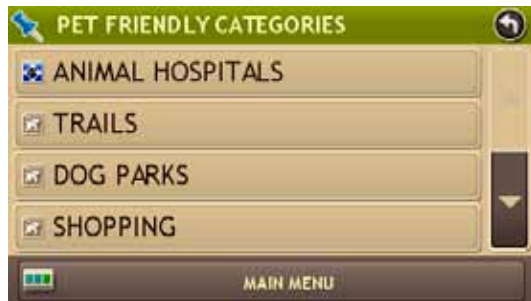 PET FRIENDLY CATEGORIES
ANIMAL HOSPITALS
TRAILS
DOG PARKS
SHOPPING
MAIN MENU